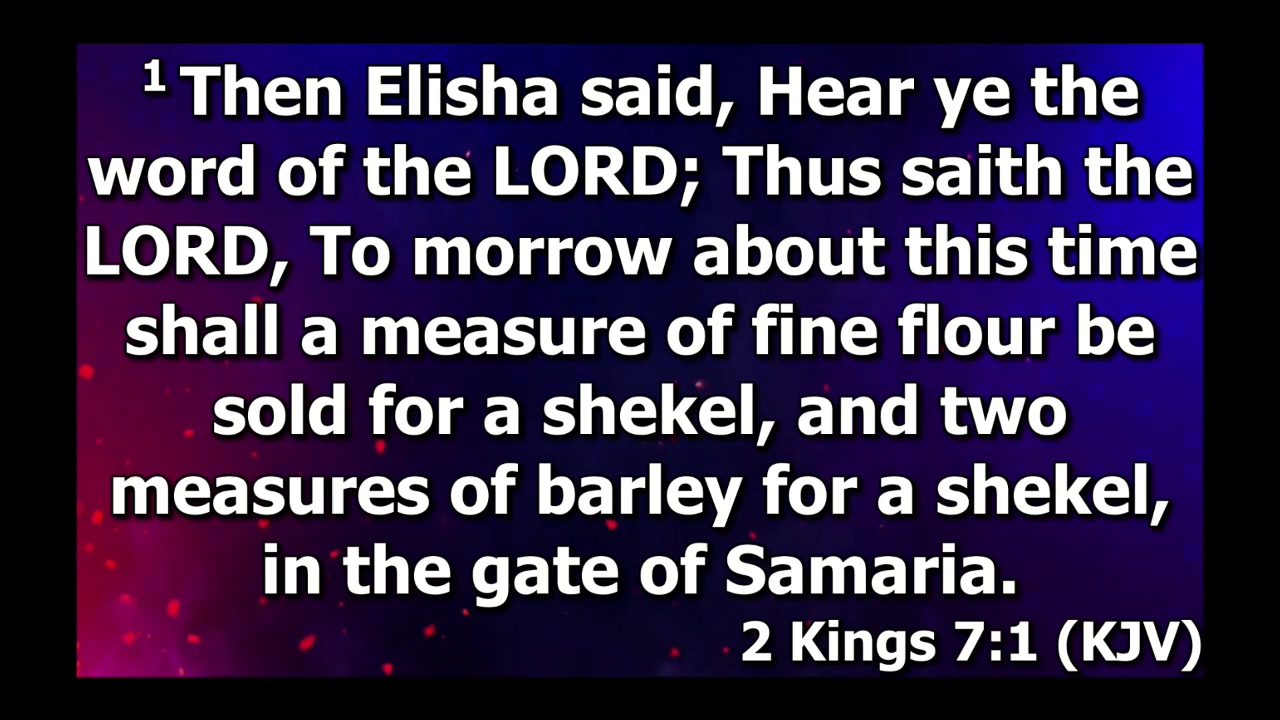 1 Then Elisha said, Hear ye the
word of the LORD; Thus saith the
LORD, To morrow about this time
shall a measure of fine flour be
sold for a shekel, and two
measures of barley for a shekel,
in the gate of Samaria.
2 Kings 7:1 (KJV)